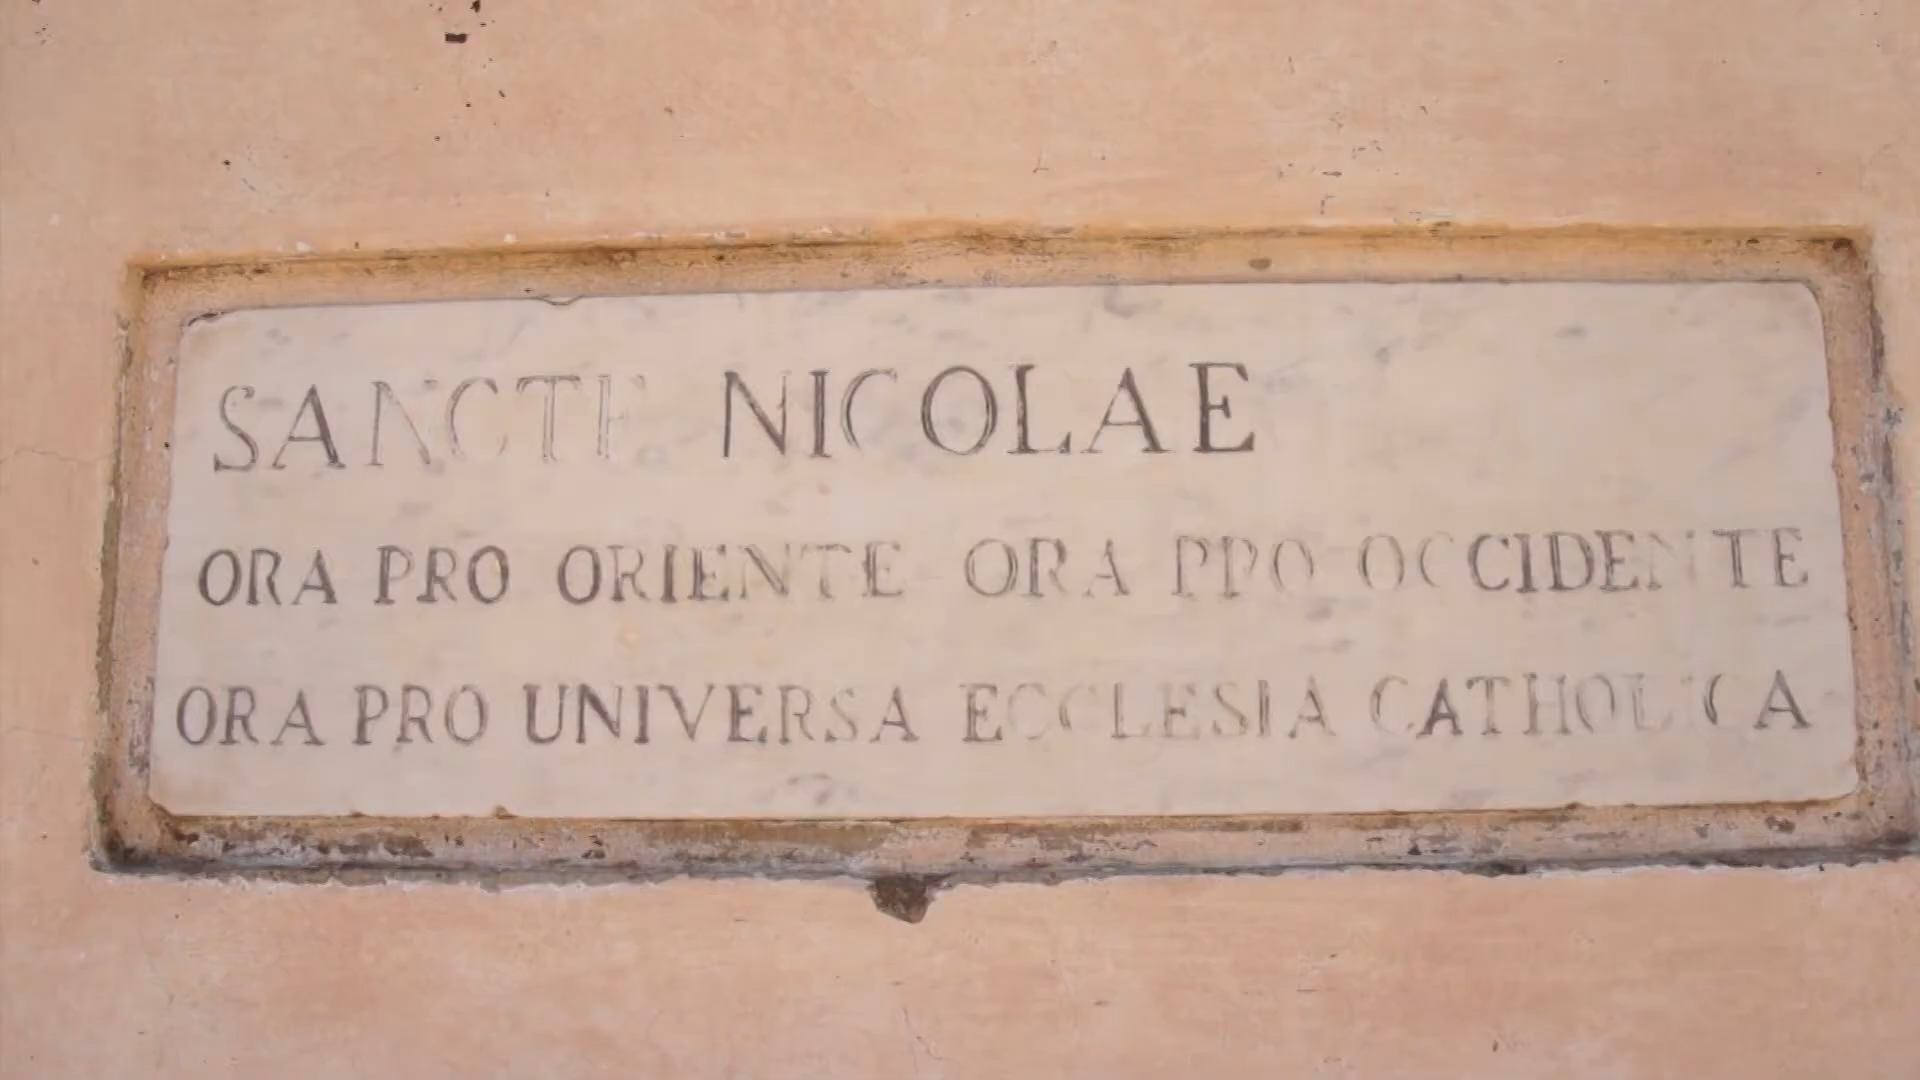 SANCTE NICOLAE
ORA PRO ORIENTE ORA PRO OCCIDENTE
ORA PRO UNIVERSA ECCLESIA CATHOLICA